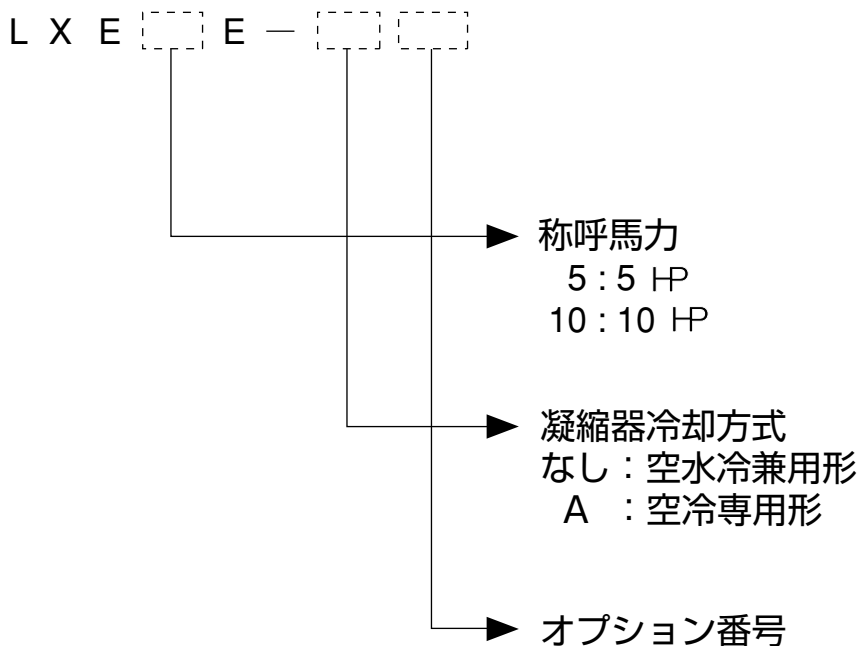 L X E E —
称呼馬力
5 : 5 HP
10 : 10 HP
凝縮器冷却方式
なし：空水冷兼用形
A ：空冷専用形
オプション番号